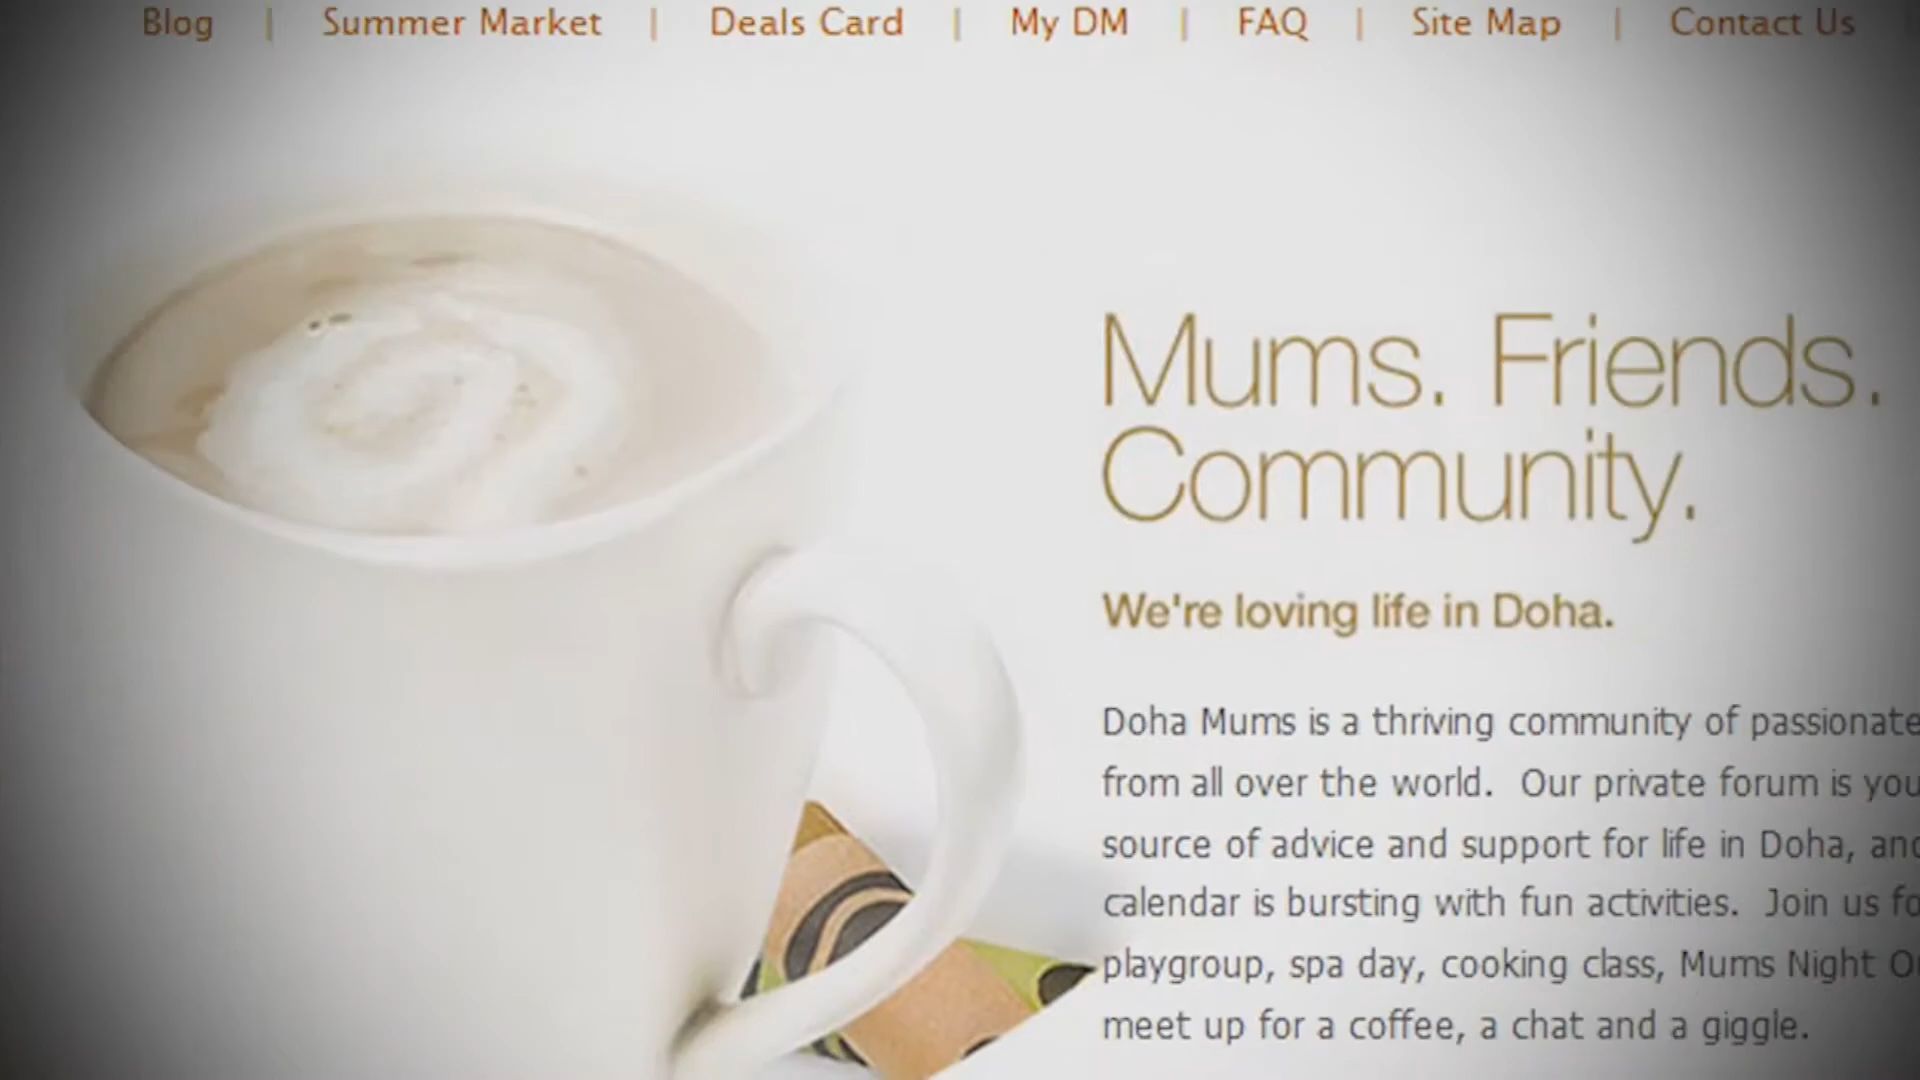 Blog | Summer Market | Deals Card | My DM | FAQ | Site Map | Contact Us
Mums. Friends.
Community.
We're loving life in Doha.
Doha Mums is a thriving community of passionate
from all over the world. Our private forum is
source of advice and support for life in Doha,
calendar is bursting with fun activities. Join us
playgroup, spa day, cooking class, Mums Night
meet up for a coffee, a chat and a giggle.